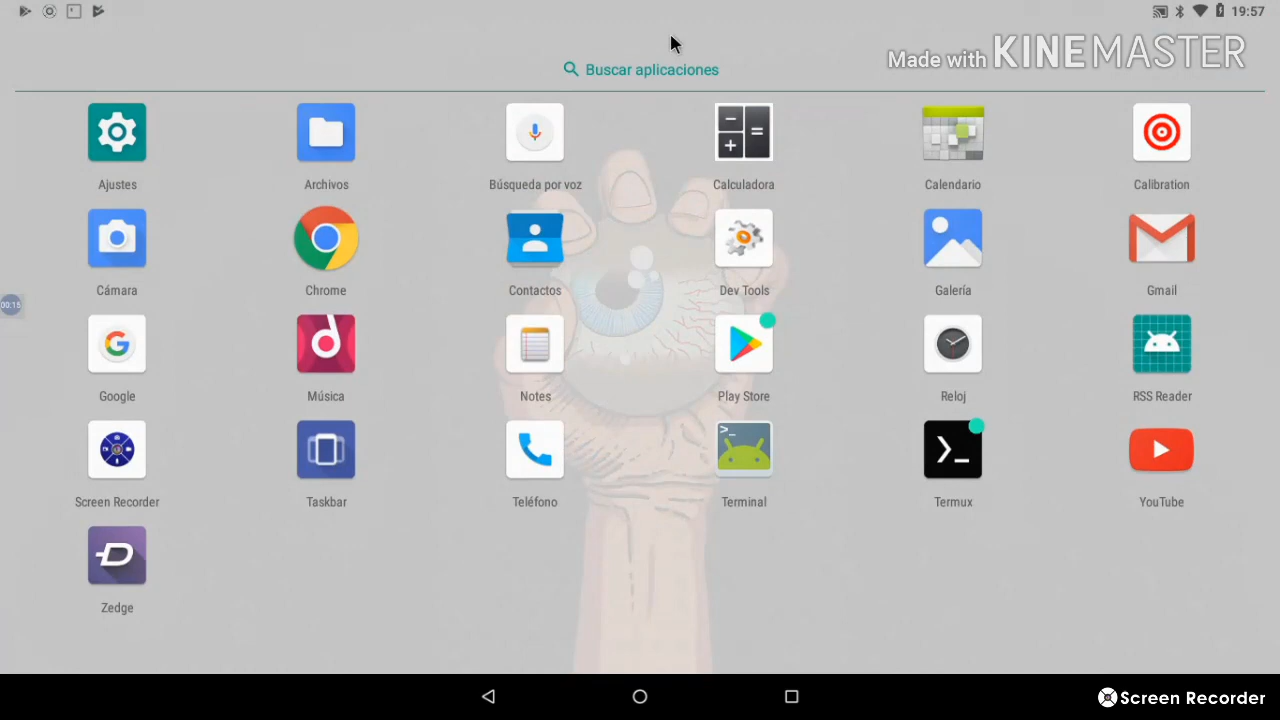 19:57
Made with KINEMASTER
Buscar aplicaciones
Ajustes
Archivos
Búsqueda por voz
Calculadora
Calendario
Calibration
Cámara
Chrome
Contactos
Dev Tools
Galería
Gmail
00:15
Google
Música
Notes
Play Store
Reloj
RSS Reader
Screen Recorder
Taskbar
Teléfono
Terminal
Termux
YouTube
Zedge
Screen Recorder